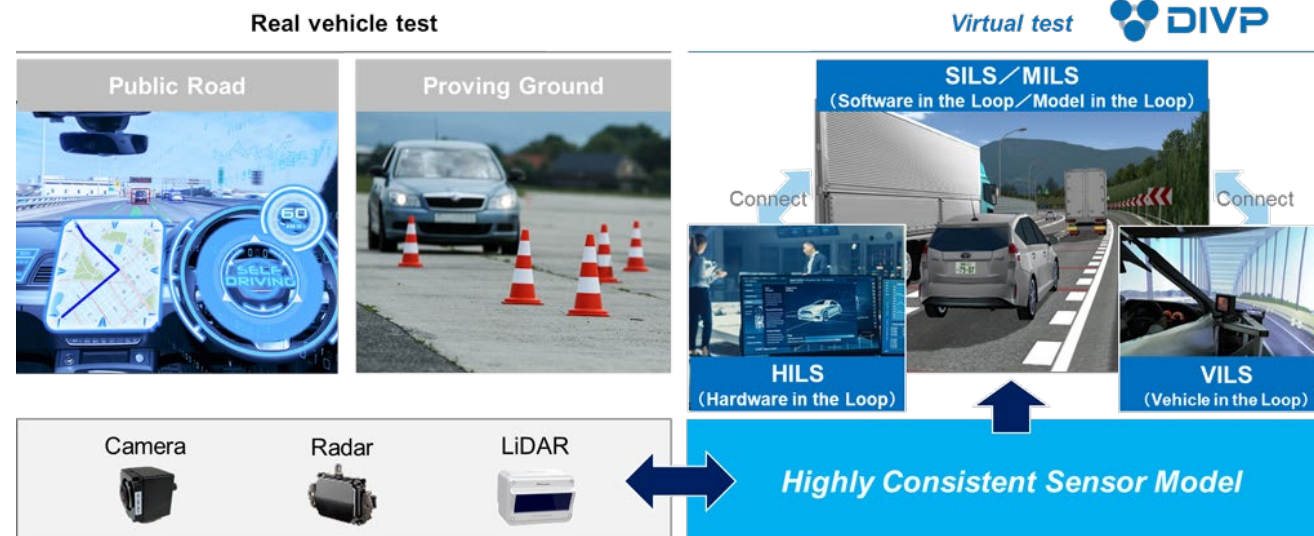 Real vehicle test
Virtual test
DIVP
Public Road
Proving Ground
SILS／MILS
（Software in the Loop／Model in the Loop）
60
SELF
DRIVING
Connect
Connect
HILS
（Hardware in the Loop）
VILS
（Vehicle in the Loop）
Camera
Radar
LiDAR
Highly Consistent Sensor Model